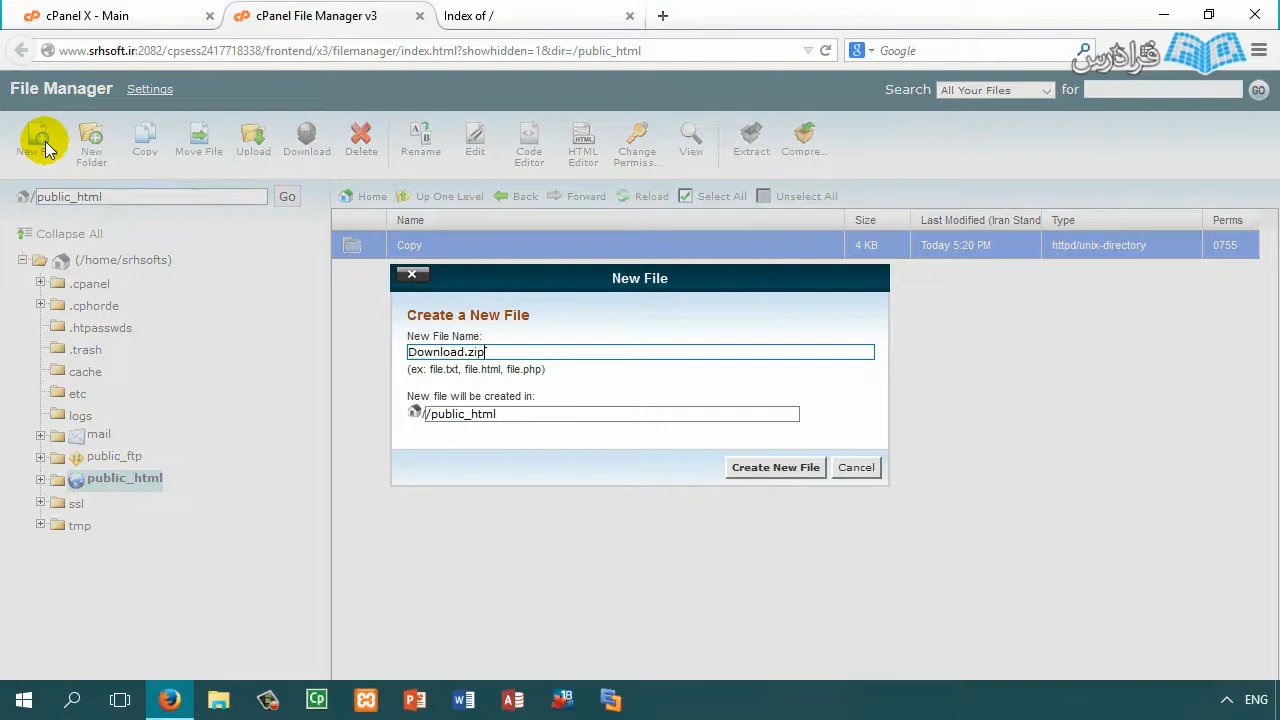 cPanel X - Main
cPanel File Manager v3
Index of /
www.srhsoft.ir:2082/cpsess2417718338/frontend/x3/filemanager/index.html?showhidden=1&dir=/public_html
Google
فرادرس
File Manager
Settings
Search
All Your Files
for
GO
New
New Folder
Copy
Move File
Upload
Download
Delete
Rename
Edit
Code Editor
HTML Editor
Change Permiss...
View
Extract
Compre...
/public_html
Go
Home
Up One Level
Back
Forward
Reload
Select All
Unselect All
Collapse All
Name
Size
Last Modified (Iran Stand
Type
Perms
Copy
4 KB
Today 5:20 PM
httpd/unix-directory
0755
(/home/srhsofts)
.cpanel
.cphorde
.htpasswds
.trash
cache
etc
logs
mail
public_ftp
public_html
ssl
tmp
New File
Create a New File
New File Name:
Download.zip
(ex: file.txt, file.html, file.php)
New file will be created in:
//public_html
Create New File
Cancel
ENG